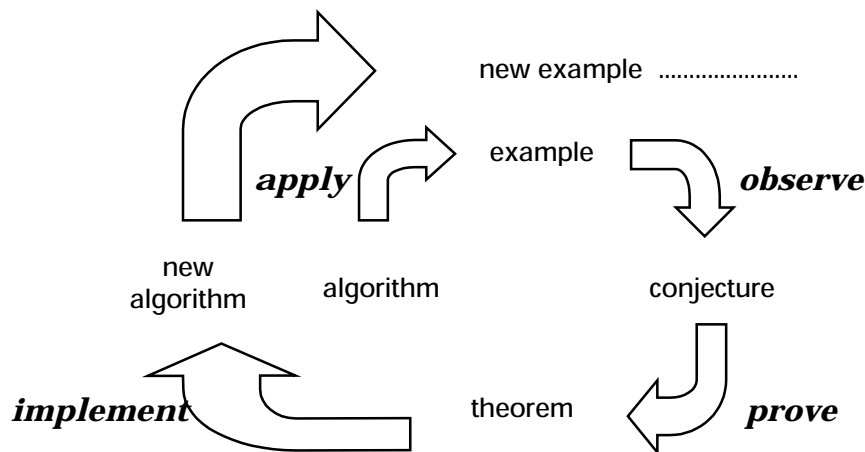 new example ........................
apply
example
observe
new
algorithm
algorithm
conjecture
implement
theorem
prove